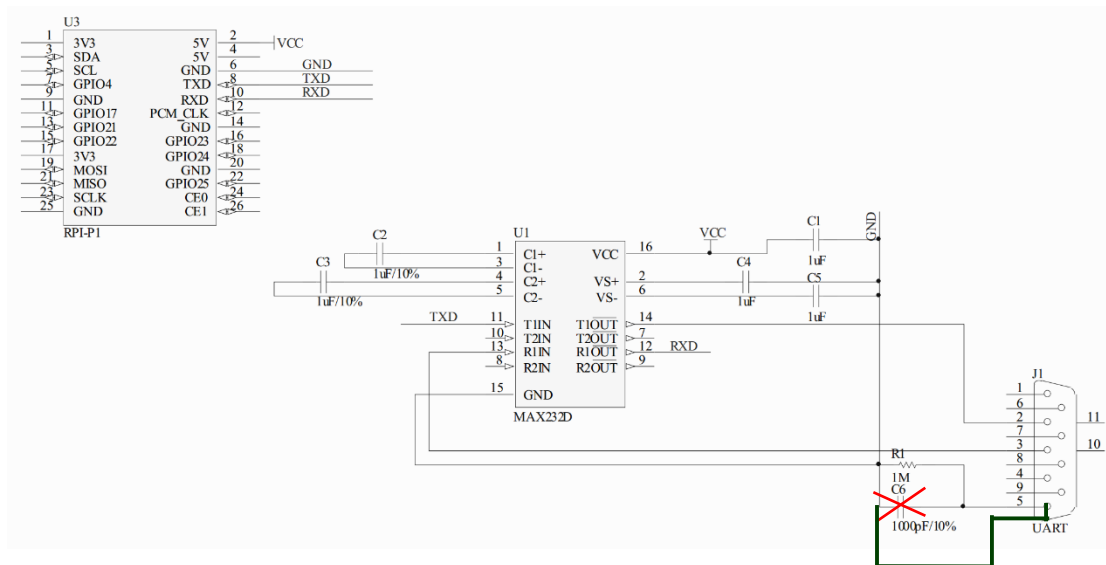 U3
1 3V3 5V 2 VCC
3 SDA 5V 4
5 SCL GND 6 GND
7 GPIO4 TXD 8 TXD
9 GND RXD 10 RXD
11 GPIO17 PCM_CLK 12
13 GPIO21 GND 14
15 GPIO22 GPIO23 16
17 3V3 GPIO24 18
19 MOSI GND 20
21 MISO GPIO25 22
23 SCLK CE0 24
25 GND CE1 26
RPI-P1
C2
1uF/10%
C3
1uF/10%
U1
1 C1+ VCC 16
3 C1-
4 C2+ VS+ 2
5 C2- VS- 6
TXD 11 T1IN T1OUT 14
10 T2IN T2OUT 7
13 R1IN R1OUT 12 RXD
8 R2IN R2OUT 9
15 GND
MAX232D
VCC
C1
1uF
C4
1uF
C5
1uF
GND
R1
1M
C6
1000pF/10%
J1
1
6
2
7
3
8
4
9
5
11
10
UART